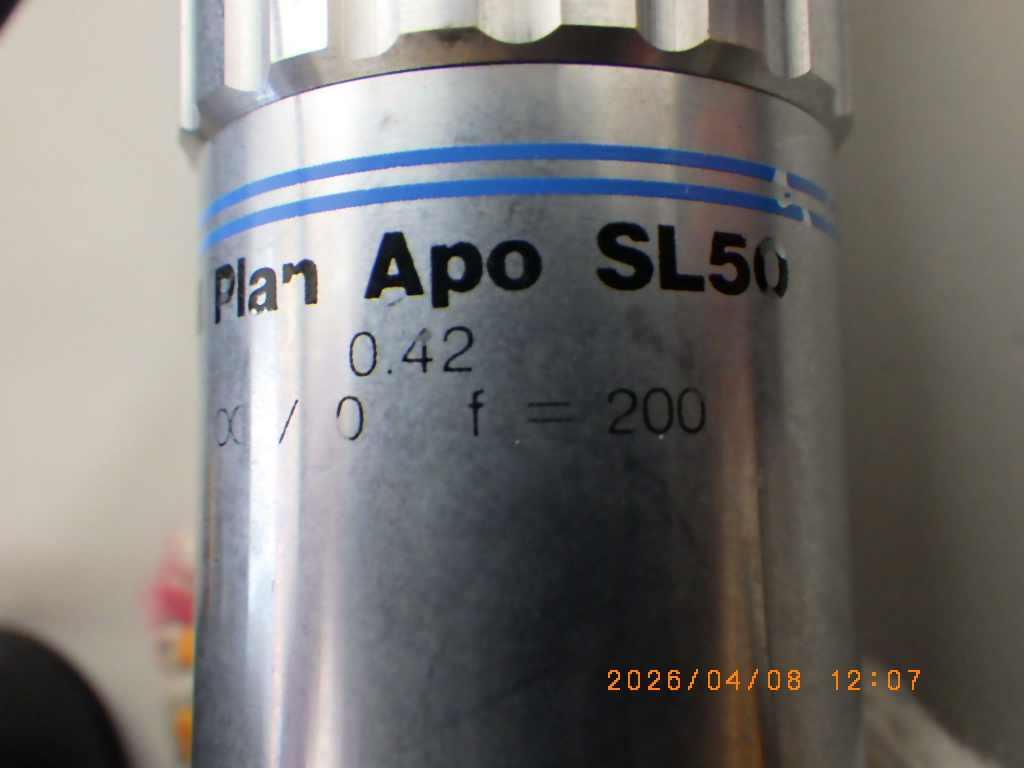 Plan Apo SL50
0.42
∞ / 0 f = 200
2026/04/08 12:07